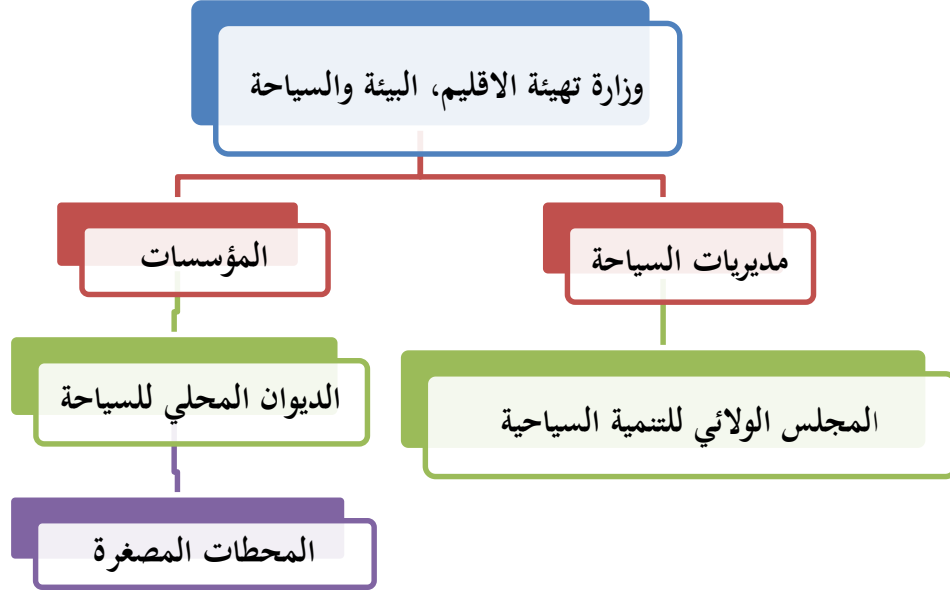 وزارة تهيئة الاقليم، البيئة والسياحة
مديريات السياحة
المؤسسات
المجلس الولائي للتنمية السياحية
الديوان المحلي للسياحة
المحطات المصغرة